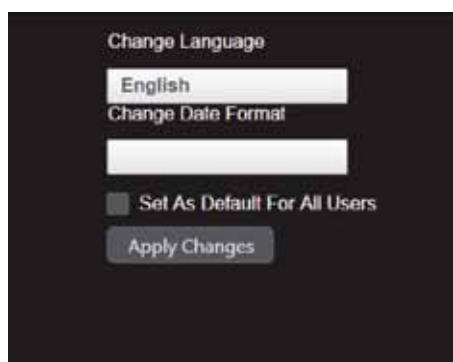 Change Language
English
Change Date Format
Set As Default For All Users
Apply Changes